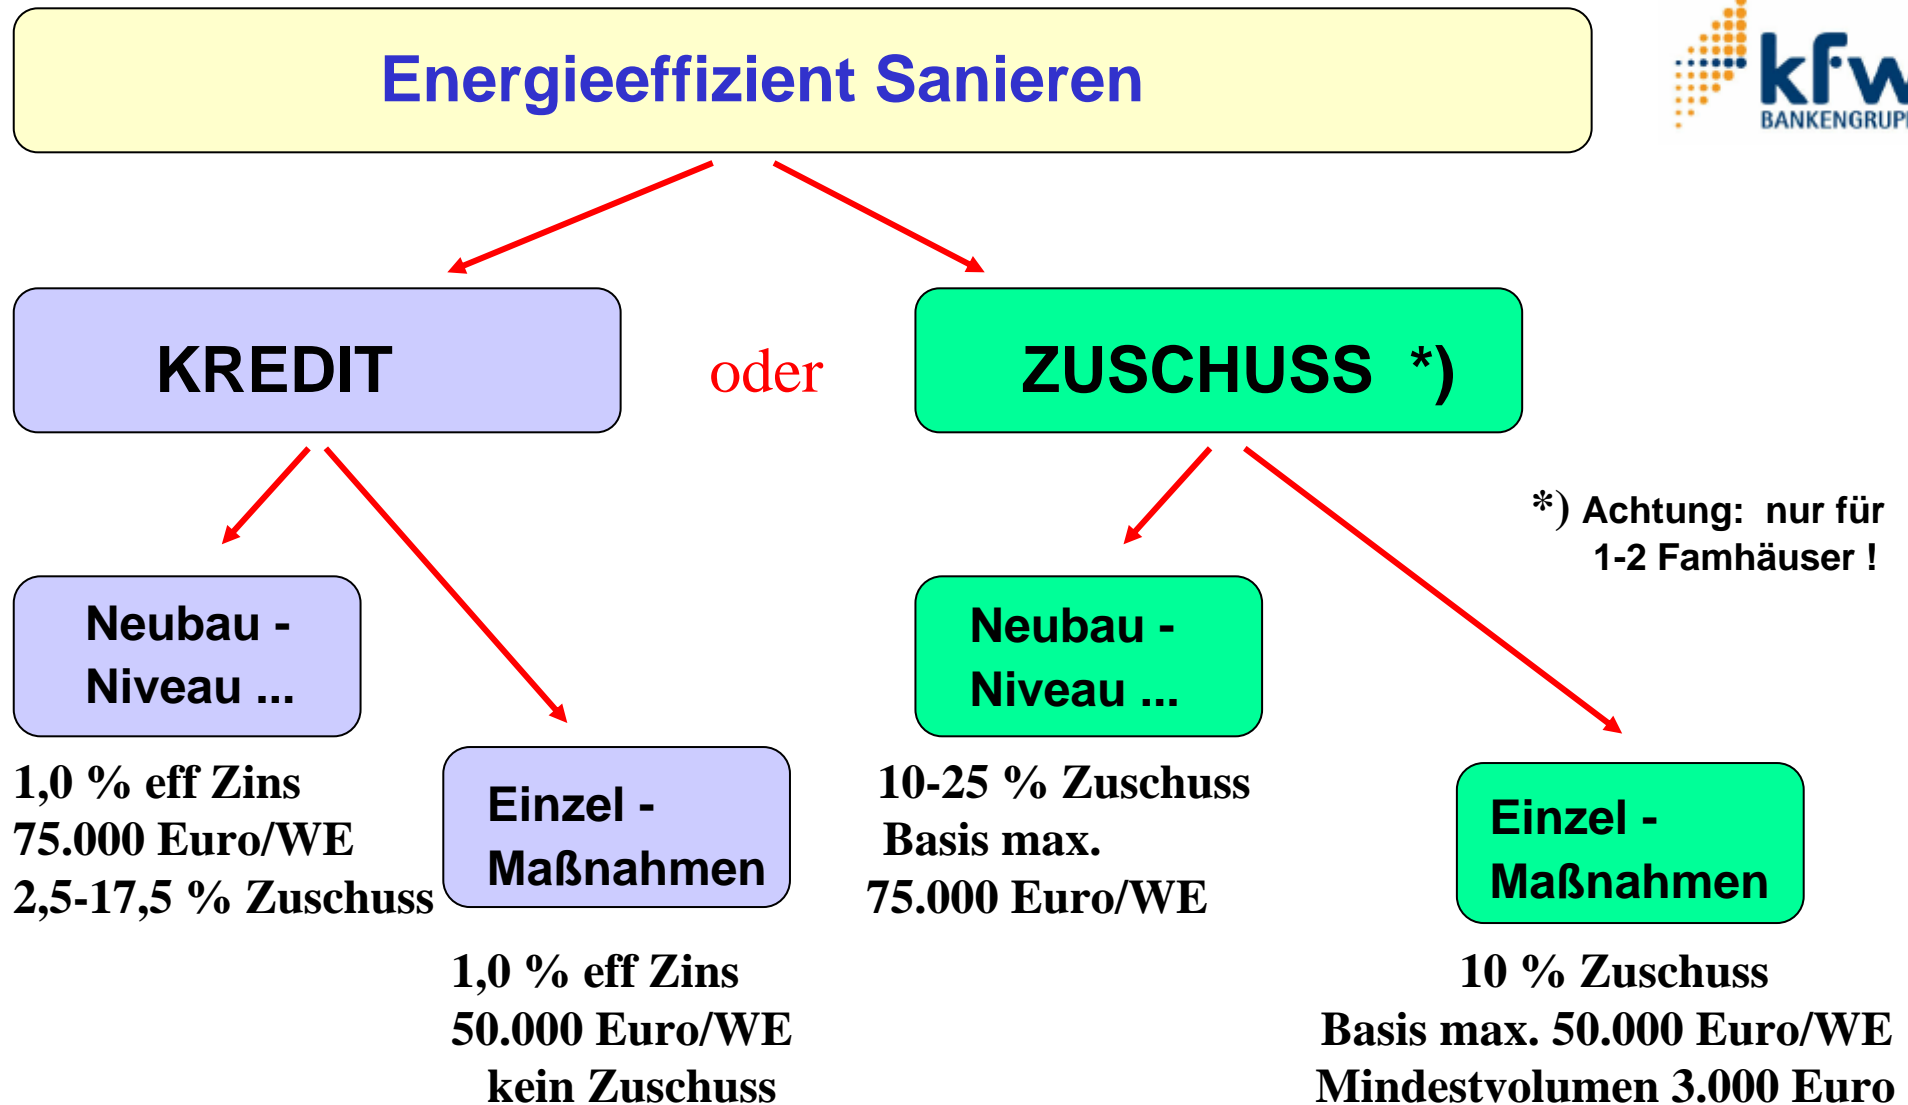 Energieeffizient Sanieren
kfw
BANKENGRUPP
KREDIT
oder
ZUSCHUSS *)
*) Achtung: nur für
1-2 Famhäuser !
Neubau -
Niveau ...
1,0 % eff Zins
75.000 Euro/WE
2,5-17,5 % Zuschuss
Einzel -
Maßnahmen
1,0 % eff Zins
50.000 Euro/WE
kein Zuschuss
Neubau -
Niveau ...
10-25 % Zuschuss
Basis max.
75.000 Euro/WE
Einzel -
Maßnahmen
10 % Zuschuss
Basis max. 50.000 Euro/WE
Mindestvolumen 3.000 Euro